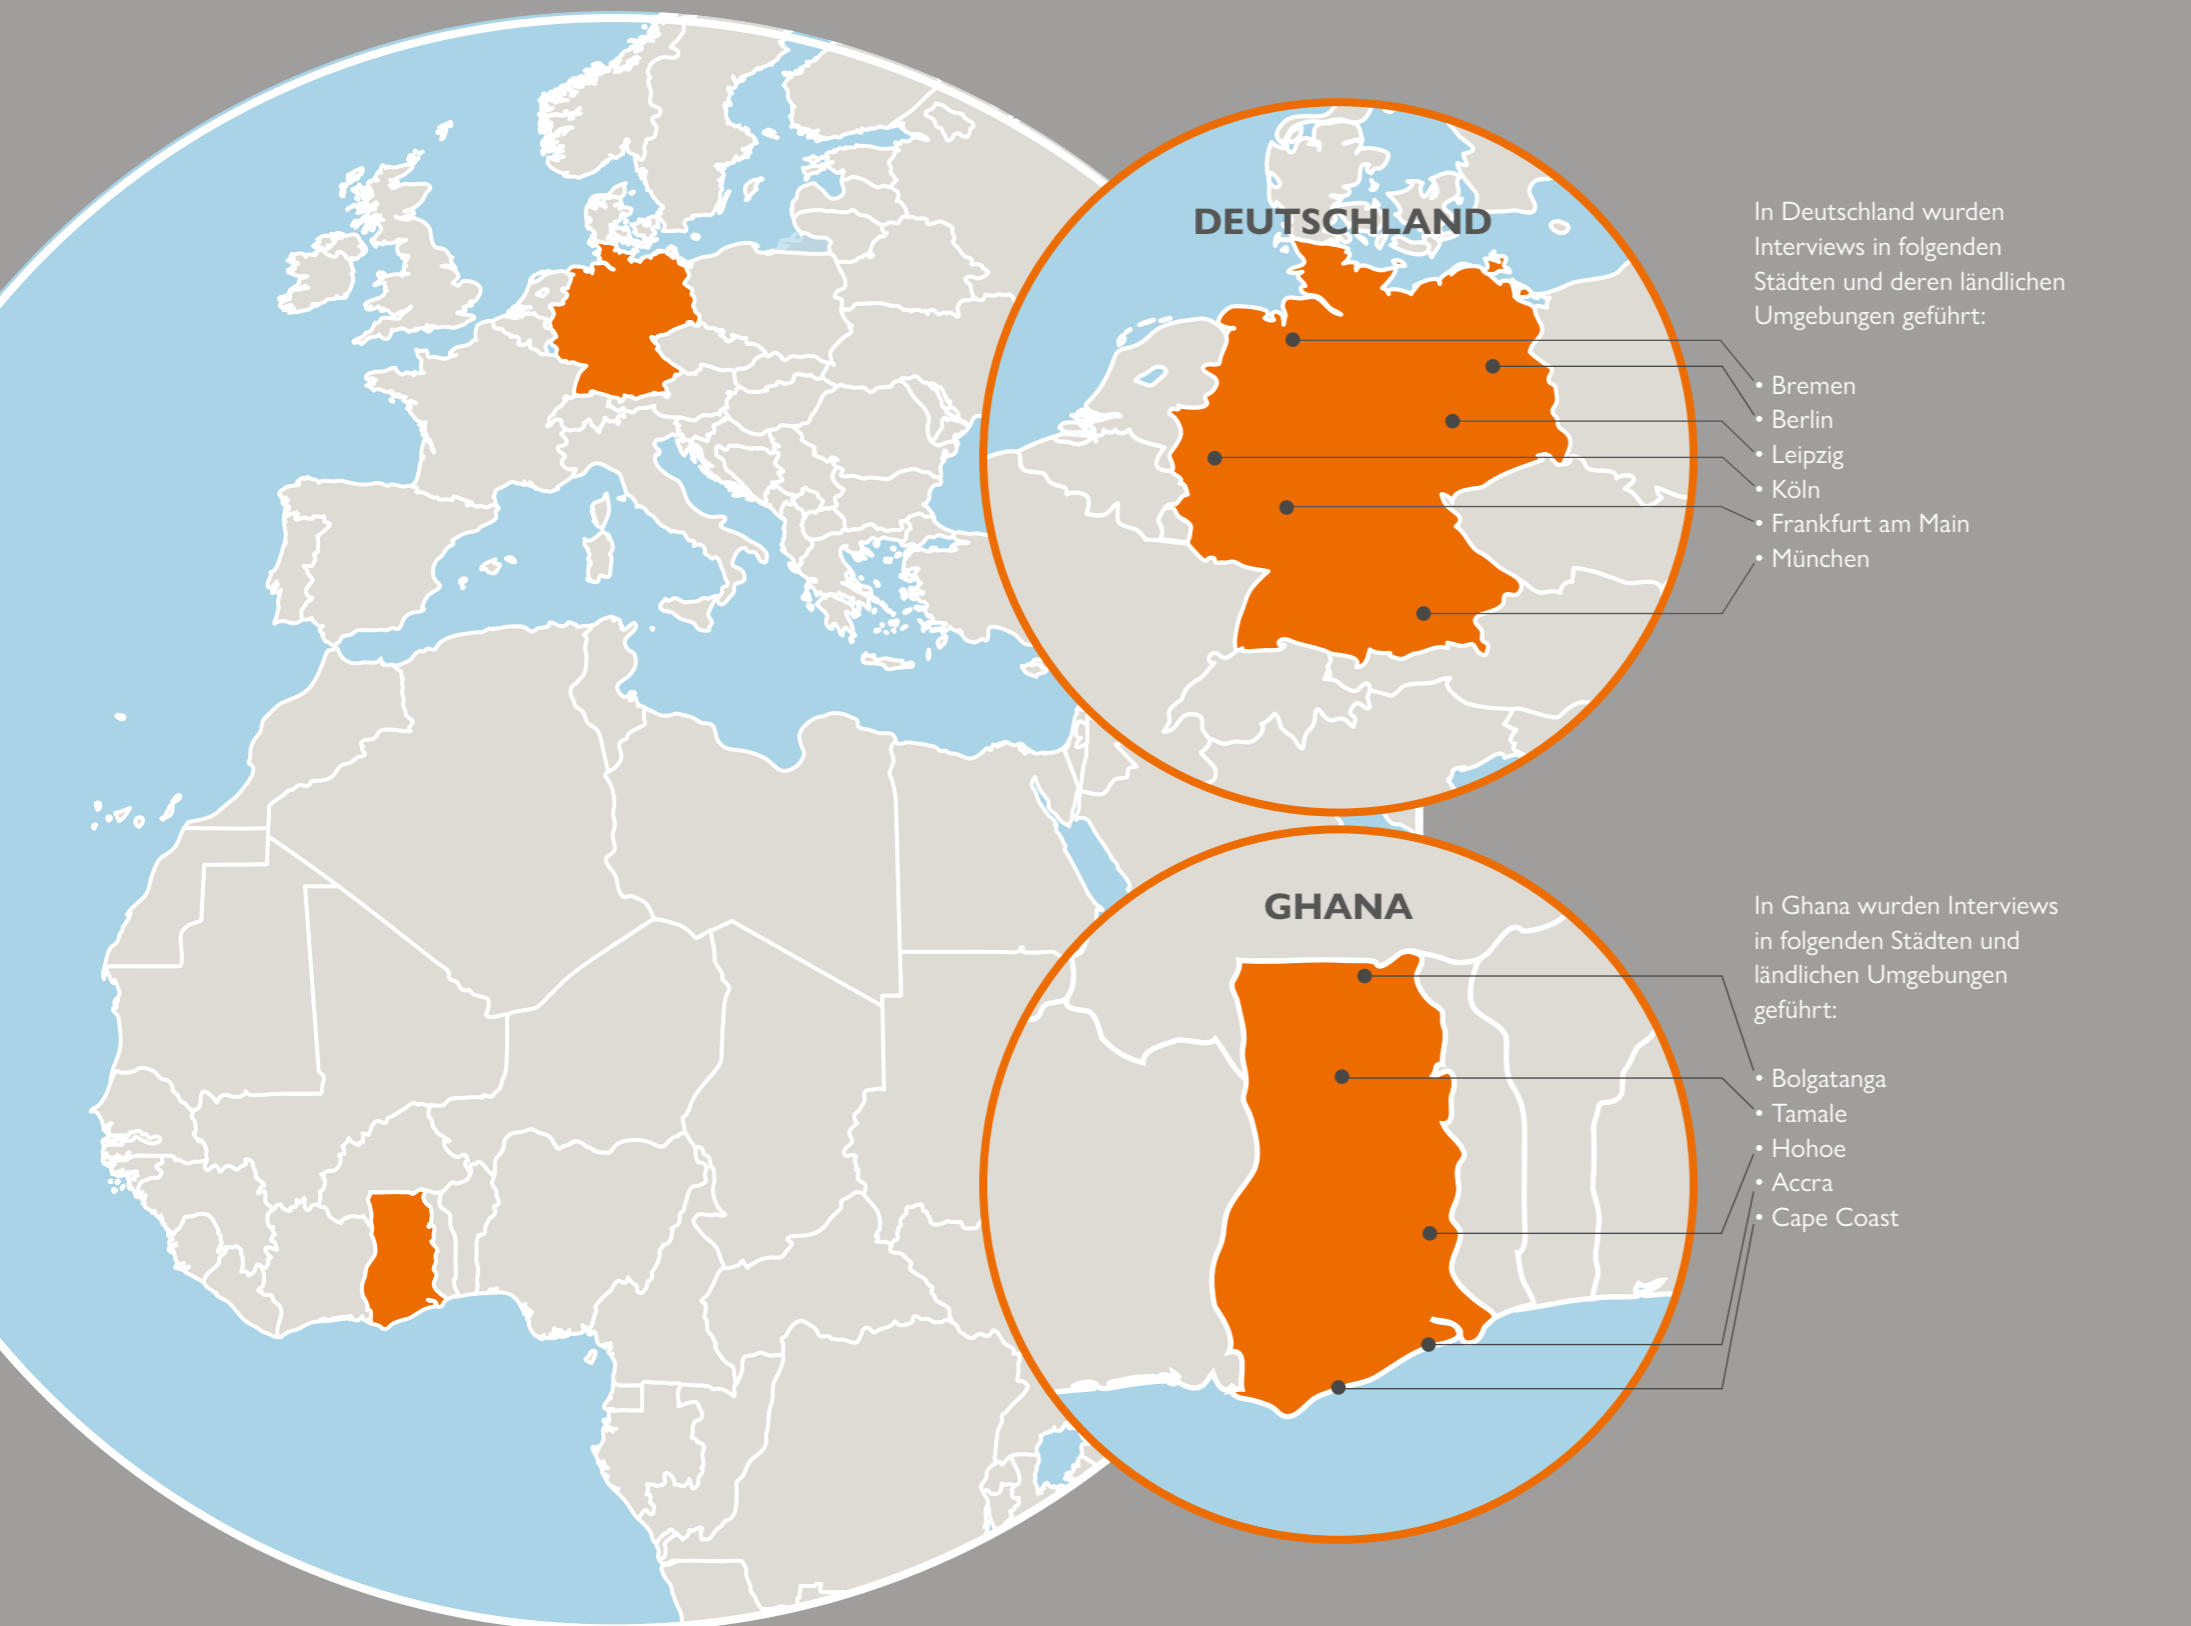 DEUTSCHLAND
In Deutschland wurden
Interviews in folgenden
Städten und deren ländlichen
Umgebungen geführt:
• Bremen
• Berlin
• Leipzig
• Köln
• Frankfurt am Main
• München
GHANA
In Ghana wurden Interviews
in folgenden Städten und
ländlichen Umgebungen
geführt:
• Bolgatanga
• Tamale
• Hohoe
• Accra
• Cape Coast